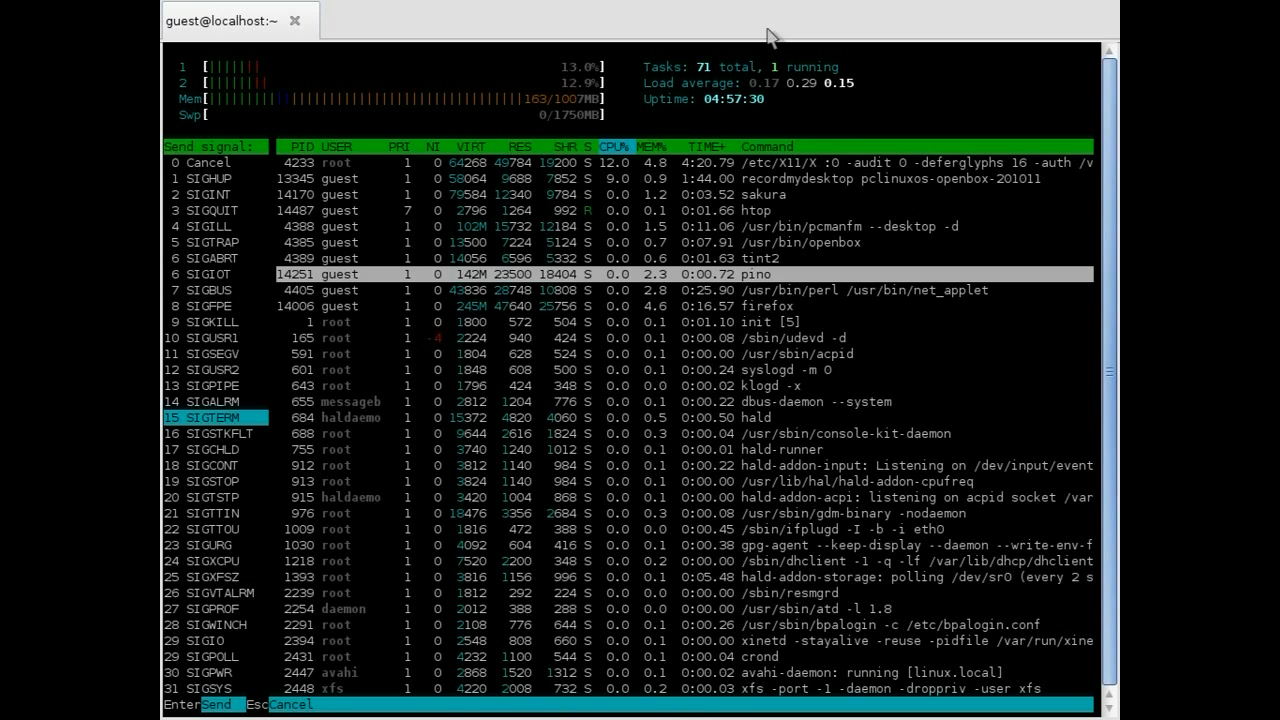 guest@localhost:~
1 [|||||||| 13.0%] Tasks: 71 total, 1 running
2 [||||||||| 12.9%] Load average: 0.17 0.29 0.15
Mem[||||||||||||||||||||||||||||||||||||||||||||||163/1007MB] Uptime: 04:57:30
Swp[ 0/1750MB]
Send signal: PID USER PRI NI VIRT RES SHR S CPU% MEM% TIME+ Command
0 Cancel 4233 root 1 0 64268 49784 19200 S 12.0 4.8 4:20.79 /etc/X11/X :0 -audit 0 -deferglyphs 16 -auth /v
1 SIGHUP 13345 guest 1 0 58064 9688 7852 S 9.0 0.9 1:44.00 recordmydesktop pclinuxos-openbox-201011
2 SIGINT 14170 guest 1 0 79584 12340 9784 S 0.0 1.2 0:03.52 sakura
3 SIGQUIT 14487 guest 7 0 2796 1264 992 R 0.0 0.1 0:01.66 htop
4 SIGILL 4388 guest 1 0 102M 15732 12184 S 0.0 1.5 0:11.06 /usr/bin/pcmanfm --desktop -d
5 SIGTRAP 4385 guest 1 0 13500 7224 5124 S 0.0 0.7 0:07.91 /usr/bin/openbox
6 SIGABRT 4389 guest 1 0 14056 6596 5332 S 0.0 0.6 0:01.63 tint2
6 SIGIOT 14251 guest 1 0 142M 23500 18404 S 0.0 2.3 0:00.72 pino
7 SIGBUS 4405 guest 1 0 43836 28748 10808 S 0.0 2.8 0:25.90 /usr/bin/perl /usr/bin/net_applet
8 SIGFPE 14006 guest 1 0 245M 47640 25756 S 0.0 4.6 0:16.57 firefox
9 SIGKILL 1 root 1 0 1800 572 504 S 0.0 0.1 0:01.10 init [5]
10 SIGUSR1 165 root 1 -4 2224 940 424 S 0.0 0.1 0:00.08 /sbin/udevd -d
11 SIGSEGV 591 root 1 0 1804 628 524 S 0.0 0.1 0:00.00 /usr/sbin/acpid
12 SIGUSR2 601 root 1 0 1848 608 500 S 0.0 0.1 0:00.24 syslogd -m 0
13 SIGPIPE 643 root 1 0 1796 424 348 S 0.0 0.0 0:00.02 klogd -x
14 SIGALRM 655 messageb 1 0 2812 1204 776 S 0.0 0.1 0:00.22 dbus-daemon --system
15 SIGTERM 684 haldaemo 1 0 15372 4820 4060 S 0.0 0.5 0:00.50 hald
16 SIGSTKFLT 688 root 1 0 9644 2616 1824 S 0.0 0.3 0:00.04 /usr/sbin/console-kit-daemon
17 SIGCHLD 755 root 1 0 3740 1240 1012 S 0.0 0.1 0:00.01 hald-runner
18 SIGCONT 912 root 1 0 3812 1140 984 S 0.0 0.1 0:00.22 hald-addon-input: Listening on /dev/input/event
19 SIGSTOP 913 root 1 0 3824 1140 984 S 0.0 0.1 0:00.00 /usr/lib/hal/hald-addon-cpufreq
20 SIGTSTP 915 haldaemo 1 0 3420 1004 868 S 0.0 0.1 0:00.00 hald-addon-acpi: listening on acpid socket /var
21 SIGTTIN 976 root 1 0 18476 3356 2684 S 0.0 0.3 0:00.08 /usr/sbin/gdm-binary -nodaemon
22 SIGTTOU 1009 root 1 0 1816 472 388 S 0.0 0.0 0:00.45 /sbin/ifplugd -I -b -i eth0
23 SIGURG 1030 root 1 0 4092 604 416 S 0.0 0.1 0:00.38 gpg-agent --keep-display --daemon --write-env-f
24 SIGXCPU 1218 root 1 0 7520 2200 348 S 0.0 0.2 0:00.00 /sbin/dhclient -1 -q -lf /var/lib/dhcp/dhclient
25 SIGXFSZ 1393 root 1 0 3816 1156 996 S 0.0 0.1 0:05.48 hald-addon-storage: polling /dev/sr0 (every 2 s
26 SIGVTALRM 2239 root 1 0 1812 292 224 S 0.0 0.0 0:00.00 /sbin/resmgrd
27 SIGPROF 2254 daemon 1 0 2012 388 288 S 0.0 0.0 0:00.00 /usr/sbin/atd -l 1.8
28 SIGWINCH 2291 root 1 0 2108 776 644 S 0.0 0.1 0:00.26 /usr/sbin/bpalogin -c /etc/bpalogin.conf
29 SIGIO 2394 root 1 0 2548 808 660 S 0.0 0.1 0:00.00 xinetd -stayalive -reuse -pidfile /var/run/xine
29 SIGPOLL 2431 root 1 0 4232 1100 544 S 0.0 0.1 0:00.04 crond
30 SIGPWR 2447 avahi 1 0 2868 1520 1312 S 0.0 0.1 0:00.02 avahi-daemon: running [linux.local]
31 SIGSYS 2448 xfs 1 0 4220 2008 732 S 0.0 0.2 0:00.03 xfs -port -1 -daemon -droppriv -user xfs
EnterSend EscCancel